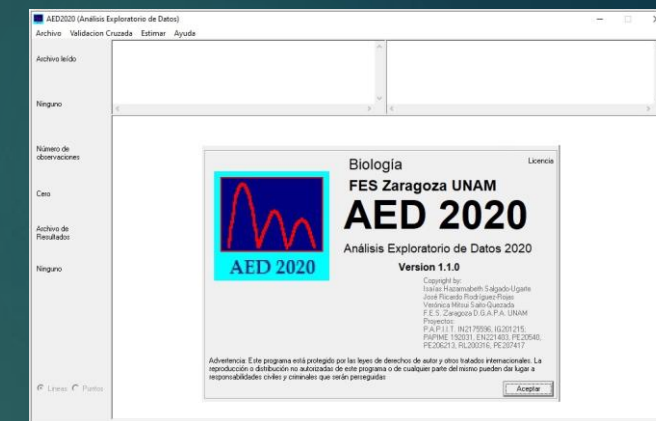 AED2020 (Análisis Exploratorio de Datos)
Archivo Validacion Cruzada Estimar Ayuda
Archivo leído
Ninguno
Número de
observaciones
Cero
Archivo de
Resultados
Ninguno
Lineas Puntos
Biología
Licencia
FES Zaragoza UNAM
AED 2020
Análisis Exploratorio de Datos 2020
Version 1.1.0
AED 2020
Copyright by:
Isaías Hazarmabeth Salgado-Ugarte
José Ricardo Rodríguez-Rojas
Verónica Mitsui Saito-Quezada
F.E.S. Zaragoza D.G.A.P.A. UNAM
Proyectos:
P.A.P.I.I.T. IN217596, IG201215,
PAPIME 192031, EN221403, PE20540,
PE206213, RL200316, PE207417
Advertencia: Este programa está protegido por las leyes de derechos de autor y otros tratados internacionales. La
reproducción o distribución no autorizadas de este programa o de cualquier parte del mismo pueden dar lugar a
responsabilidades civiles y criminales que serán perseguidas
Aceptar